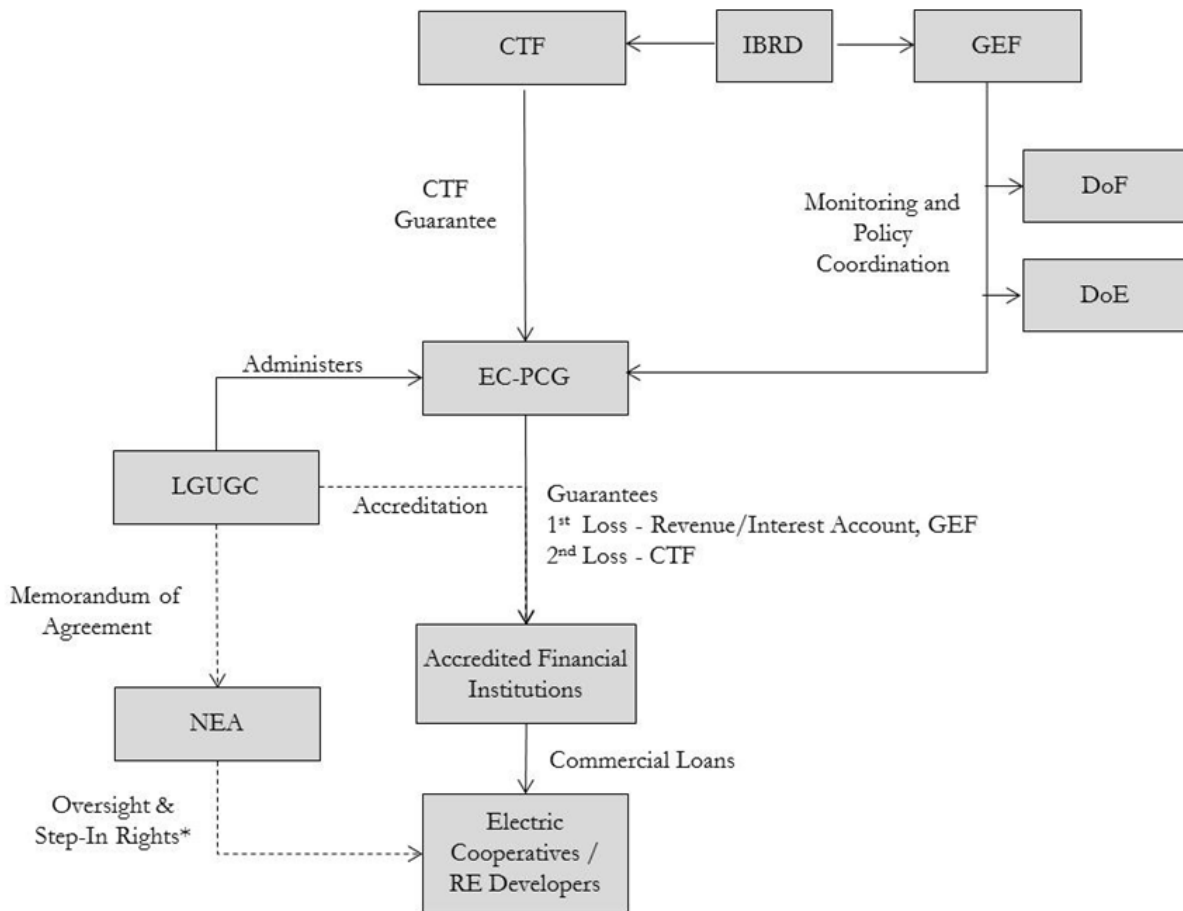 CTF
IBRD
GEF
CTF
Guarantee
Monitoring and
Policy
Coordination
DoF
DoE
Administers
EC-PCG
LGUGC
Accreditation
Guarantees
1st Loss - Revenue/Interest Account, GEF
2nd Loss - CTF
Memorandum of
Agreement
Accredited Financial
Institutions
NEA
Commercial Loans
Oversight &
Step-In Rights*
Electric
Cooperatives /
RE Developers